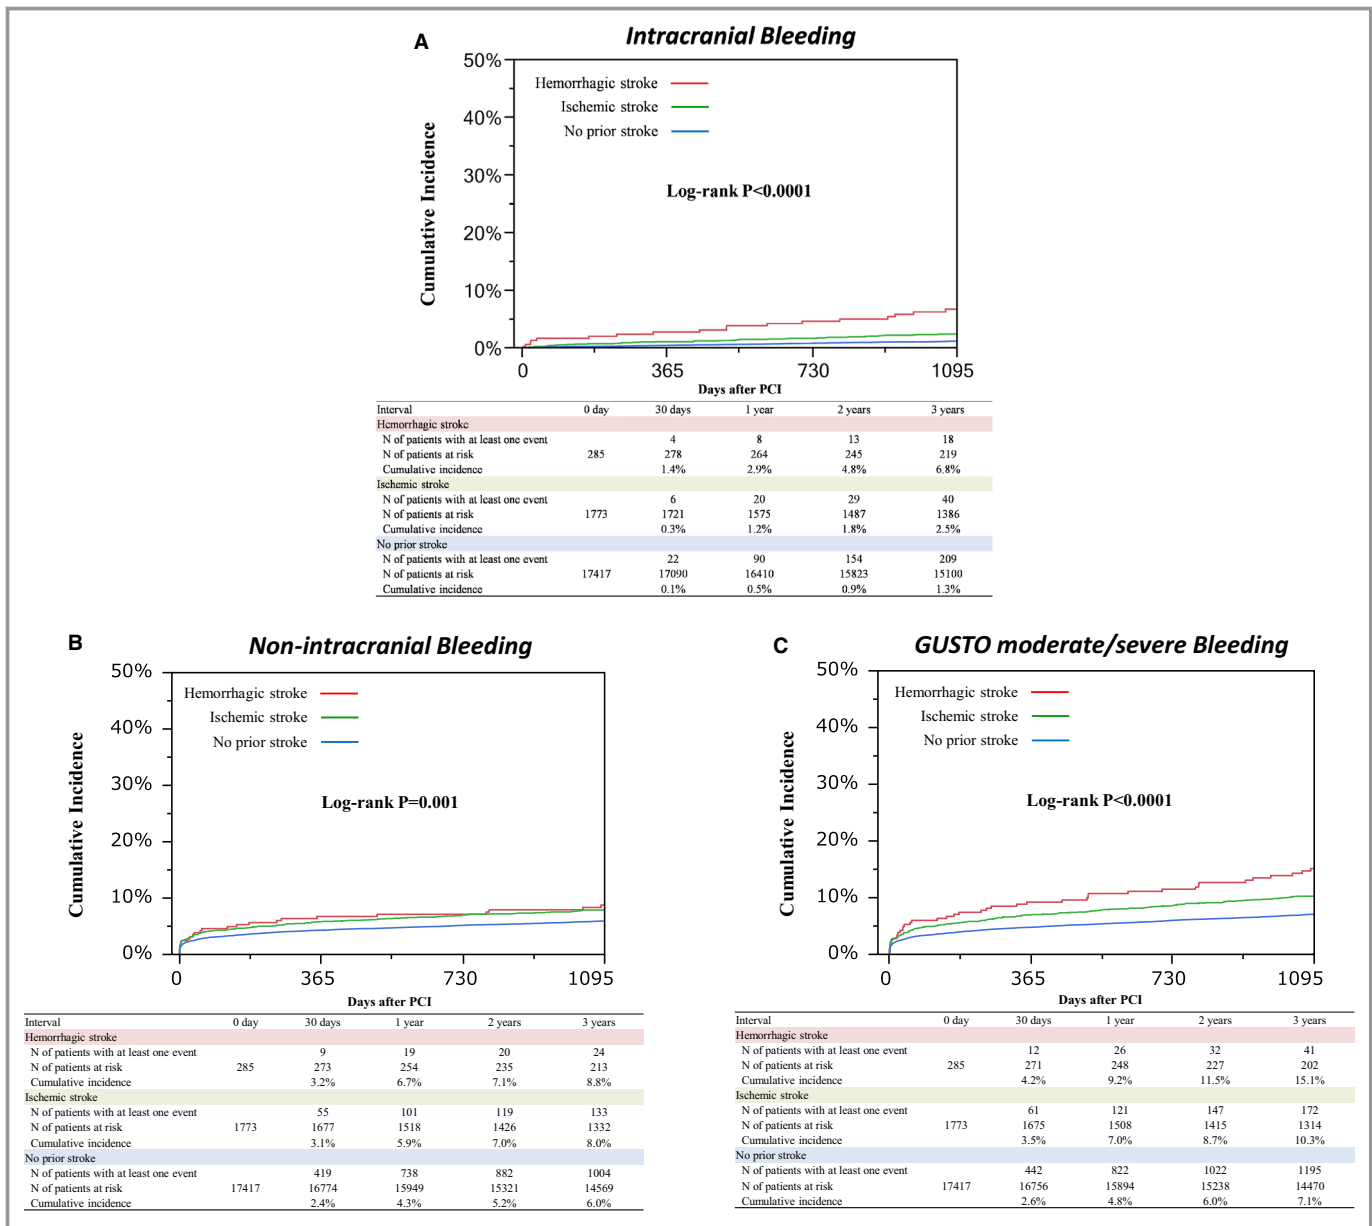 A
Intracranial Bleeding
Cumulative Incidence
50%
40%
30%
20%
10%
0%
Hemorrhagic stroke
Ischemic stroke
No prior stroke
Log-rank P<0.0001
0 365 730 1095
Days after PCI
Interval 0 day 30 days 1 year 2 years 3 years
Hemorrhagic stroke
N of patients with at least one event 4 8 13 18
N of patients at risk 285 278 264 245 219
Cumulative incidence 1.4% 2.9% 4.8% 6.8%
Ischemic stroke
N of patients with at least one event 6 20 29 40
N of patients at risk 1773 1721 1575 1487 1386
Cumulative incidence 0.3% 1.2% 1.8% 2.5%
No prior stroke
N of patients with at least one event 22 90 154 209
N of patients at risk 17417 17090 16410 15823 15100
Cumulative incidence 0.1% 0.5% 0.9% 1.3%
B
Non-intracranial Bleeding
Cumulative Incidence
50%
40%
30%
20%
10%
0%
Hemorrhagic stroke
Ischemic stroke
No prior stroke
Log-rank P=0.001
0 365 730 1095
Days after PCI
Interval 0 day 30 days 1 year 2 years 3 years
Hemorrhagic stroke
N of patients with at least one event 9 19 20 24
N of patients at risk 285 273 254 235 213
Cumulative incidence 3.2% 6.7% 7.1% 8.8%
Ischemic stroke
N of patients with at least one event 55 101 119 133
N of patients at risk 1773 1677 1518 1426 1332
Cumulative incidence 3.1% 5.9% 7.0% 8.0%
No prior stroke
N of patients with at least one event 419 738 882 1004
N of patients at risk 17417 16774 15949 15321 14569
Cumulative incidence 2.4% 4.3% 5.2% 6.0%
C
GUSTO moderate/severe Bleeding
Cumulative Incidence
50%
40%
30%
20%
10%
0%
Hemorrhagic stroke
Ischemic stroke
No prior stroke
Log-rank P<0.0001
0 365 730 1095
Days after PCI
Interval 0 day 30 days 1 year 2 years 3 years
Hemorrhagic stroke
N of patients with at least one event 12 26 32 41
N of patients at risk 285 271 248 227 202
Cumulative incidence 4.2% 9.2% 11.5% 15.1%
Ischemic stroke
N of patients with at least one event 61 121 147 172
N of patients at risk 1773 1675 1508 1415 1314
Cumulative incidence 3.5% 7.0% 8.7% 10.3%
No prior stroke
N of patients with at least one event 442 822 1022 1195
N of patients at risk 17417 16756 15894 15238 14470
Cumulative incidence 2.6% 4.8% 6.0% 7.1%